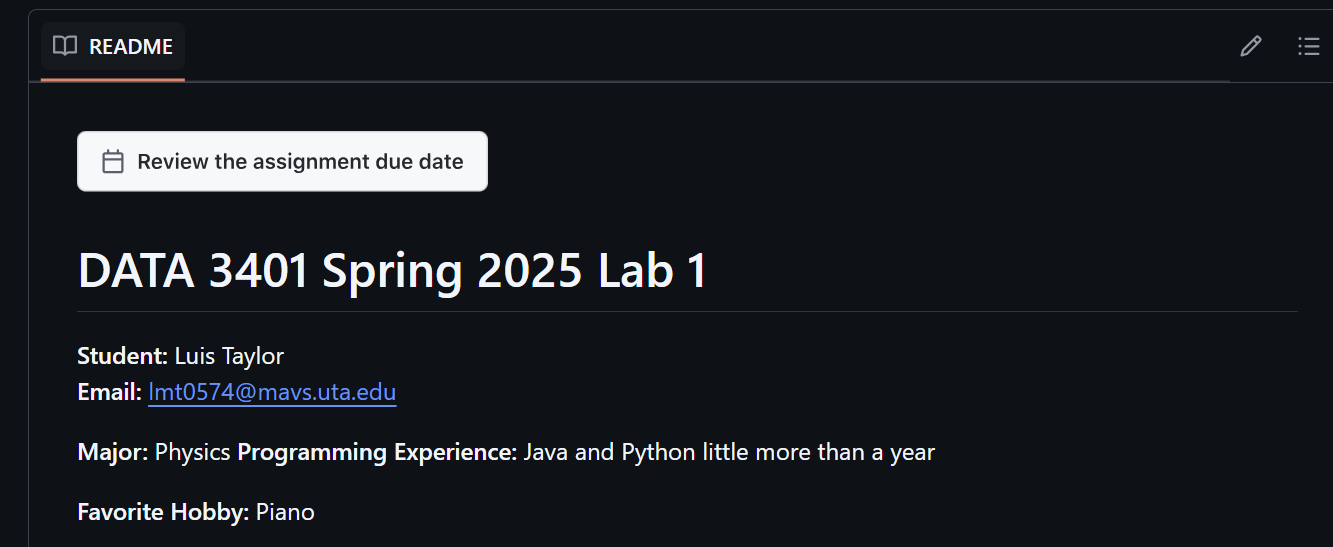 README
Review the assignment due date
DATA 3401 Spring 2025 Lab 1
Student: Luis Taylor
Email: lmt0574@mavs.uta.edu
Major: Physics Programming Experience: Java and Python little more than a year
Favorite Hobby: Piano